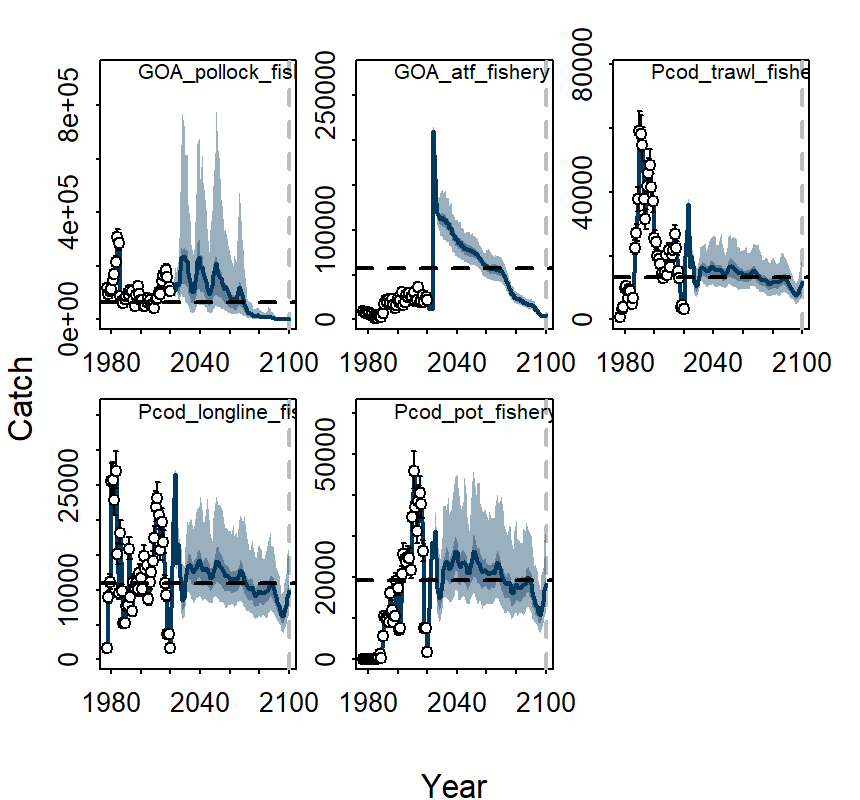 GOA_pollock_fis
GOA_atf_fishery
Pcod_trawl_fishe
0e+00 4e+05 8e+05
0 100000 250000
0 40000 80000
1980 2040 2100
1980 2040 2100
1980 2040 2100
Catch
Pcod_longline_fis
Pcod_pot_fishery
0 10000 25000
0 20000 50000
1980 2040 2100
1980 2040 2100
Year